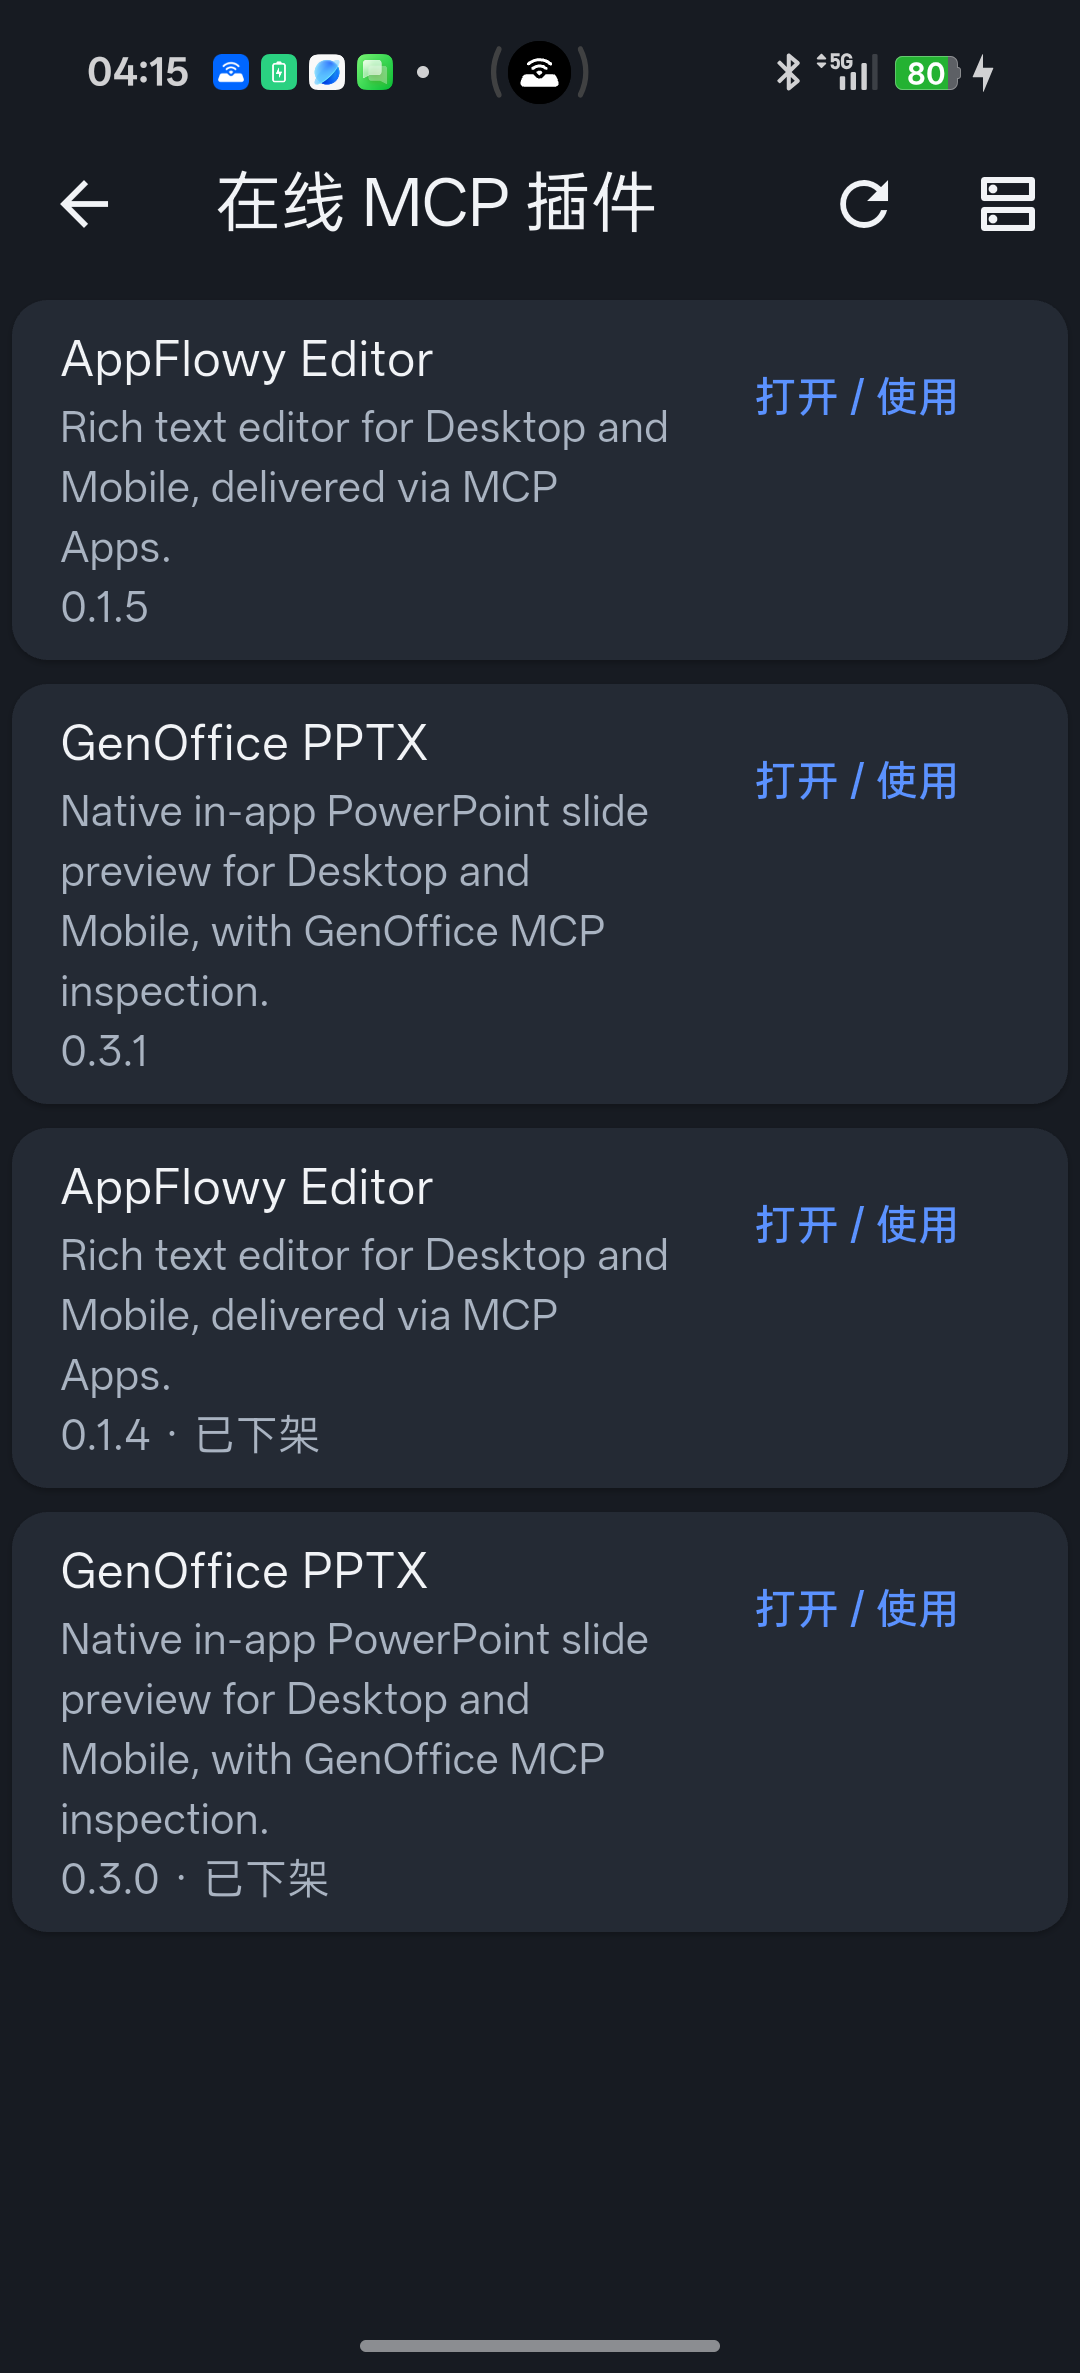 04:15
5G
80
在线 MCP 插件
AppFlowy Editor
打开 / 使用
Rich text editor for Desktop and
Mobile, delivered via MCP
Apps.
0.1.5
GenOffice PPTX
打开 / 使用
Native in-app PowerPoint slide
preview for Desktop and
Mobile, with GenOffice MCP
inspection.
0.3.1
AppFlowy Editor
打开 / 使用
Rich text editor for Desktop and
Mobile, delivered via MCP
Apps.
0.1.4 · 已下架
GenOffice PPTX
打开 / 使用
Native in-app PowerPoint slide
preview for Desktop and
Mobile, with GenOffice MCP
inspection.
0.3.0 · 已下架